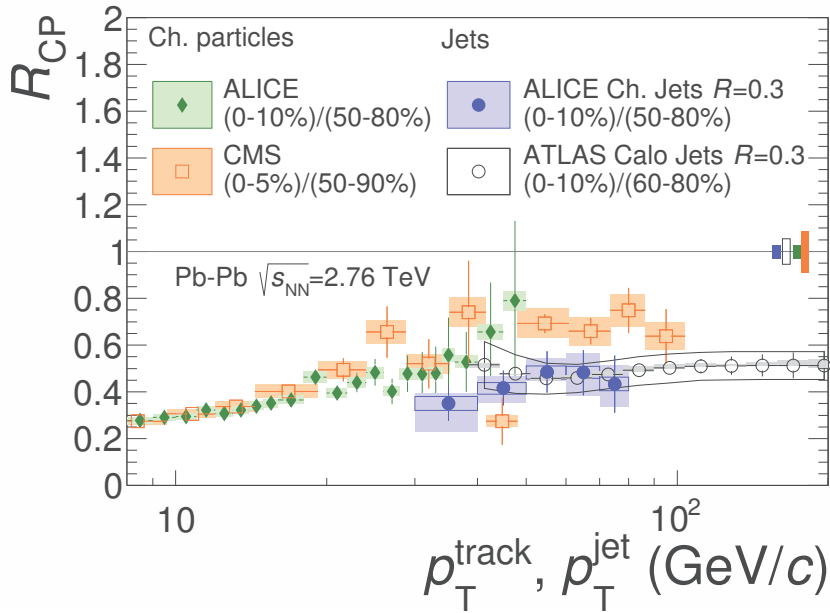 Ch. particles
Jets
ALICE
(0-10%)/(50-80%)
CMS
(0-5%)/(50-90%)
ALICE Ch. Jets R=0.3
(0-10%)/(50-80%)
ATLAS Calo Jets R=0.3
(0-10%)/(60-80%)
Pb-Pb √s_NN=2.76 TeV
R_CP
2
1.8
1.6
1.4
1.2
1
0.8
0.6
0.4
0.2
0
10
10²
p_T^track, p_T^jet (GeV/c)